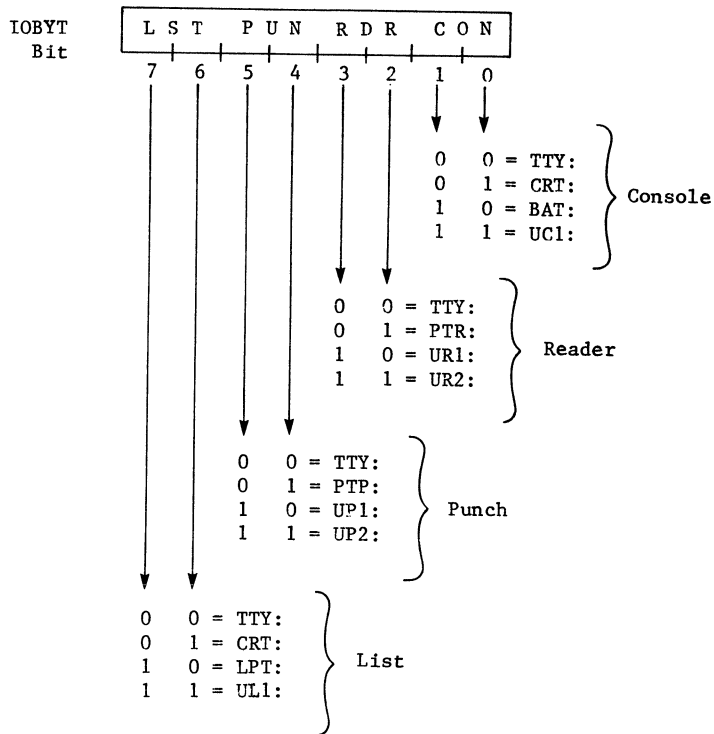 IOBYT L S T P U N R D R C O N
Bit 7 6 5 4 3 2 1 0
0 0 = TTY:
0 1 = CRT:
1 0 = BAT:
1 1 = UC1:
Console
0 0 = TTY:
0 1 = PTR:
1 0 = UR1:
1 1 = UR2:
Reader
0 0 = TTY:
0 1 = PTP:
1 0 = UP1:
1 1 = UP2:
Punch
0 0 = TTY:
0 1 = CRT:
1 0 = LPT:
1 1 = UL1:
List